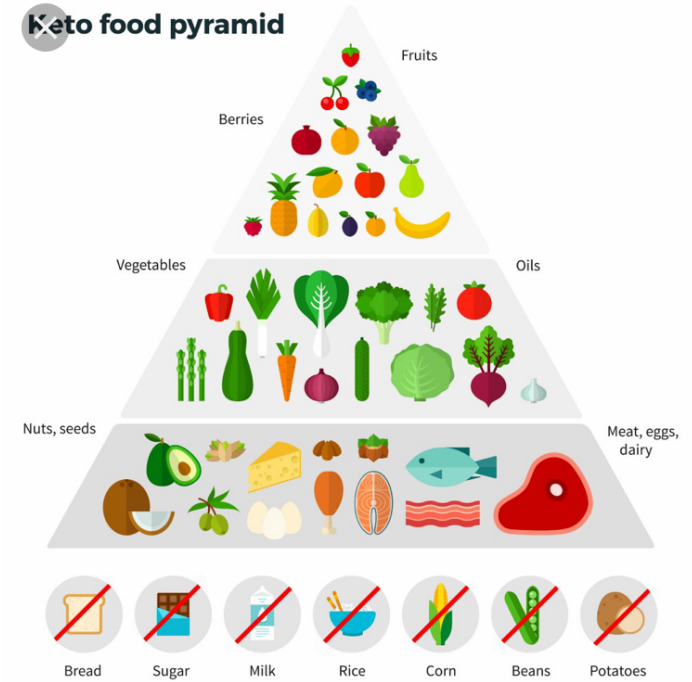 Keto food pyramid
Fruits
Berries
Vegetables
Oils
Nuts, seeds
Meat, eggs,
dairy
Bread
Sugar
Milk
Rice
Corn
Beans
Potatoes